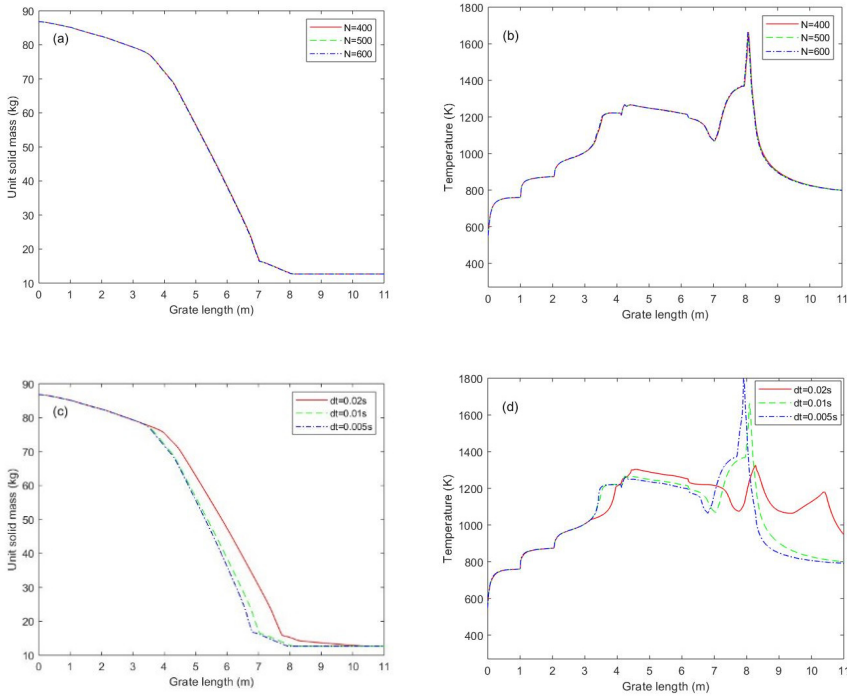 (a)
N=400
N=500
N=600
Unit solid mass (kg)
90
80
70
60
50
40
30
20
10
0 1 2 3 4 5 6 7 8 9 10 11
Grate length (m)
(b)
N=400
N=500
N=600
Temperature (K)
1800
1600
1400
1200
1000
800
600
400
0 1 2 3 4 5 6 7 8 9 10 11
Grate length (m)
(c)
dt=0.02s
dt=0.01s
dt=0.005s
Unit solid mass (kg)
90
80
70
60
50
40
30
20
10
0 1 2 3 4 5 6 7 8 9 10 11
Grate length (m)
(d)
dt=0.02s
dt=0.01s
dt=0.005s
Temperature (K)
1800
1600
1400
1200
1000
800
600
400
0 1 2 3 4 5 6 7 8 9 10 11
Grate length (m)